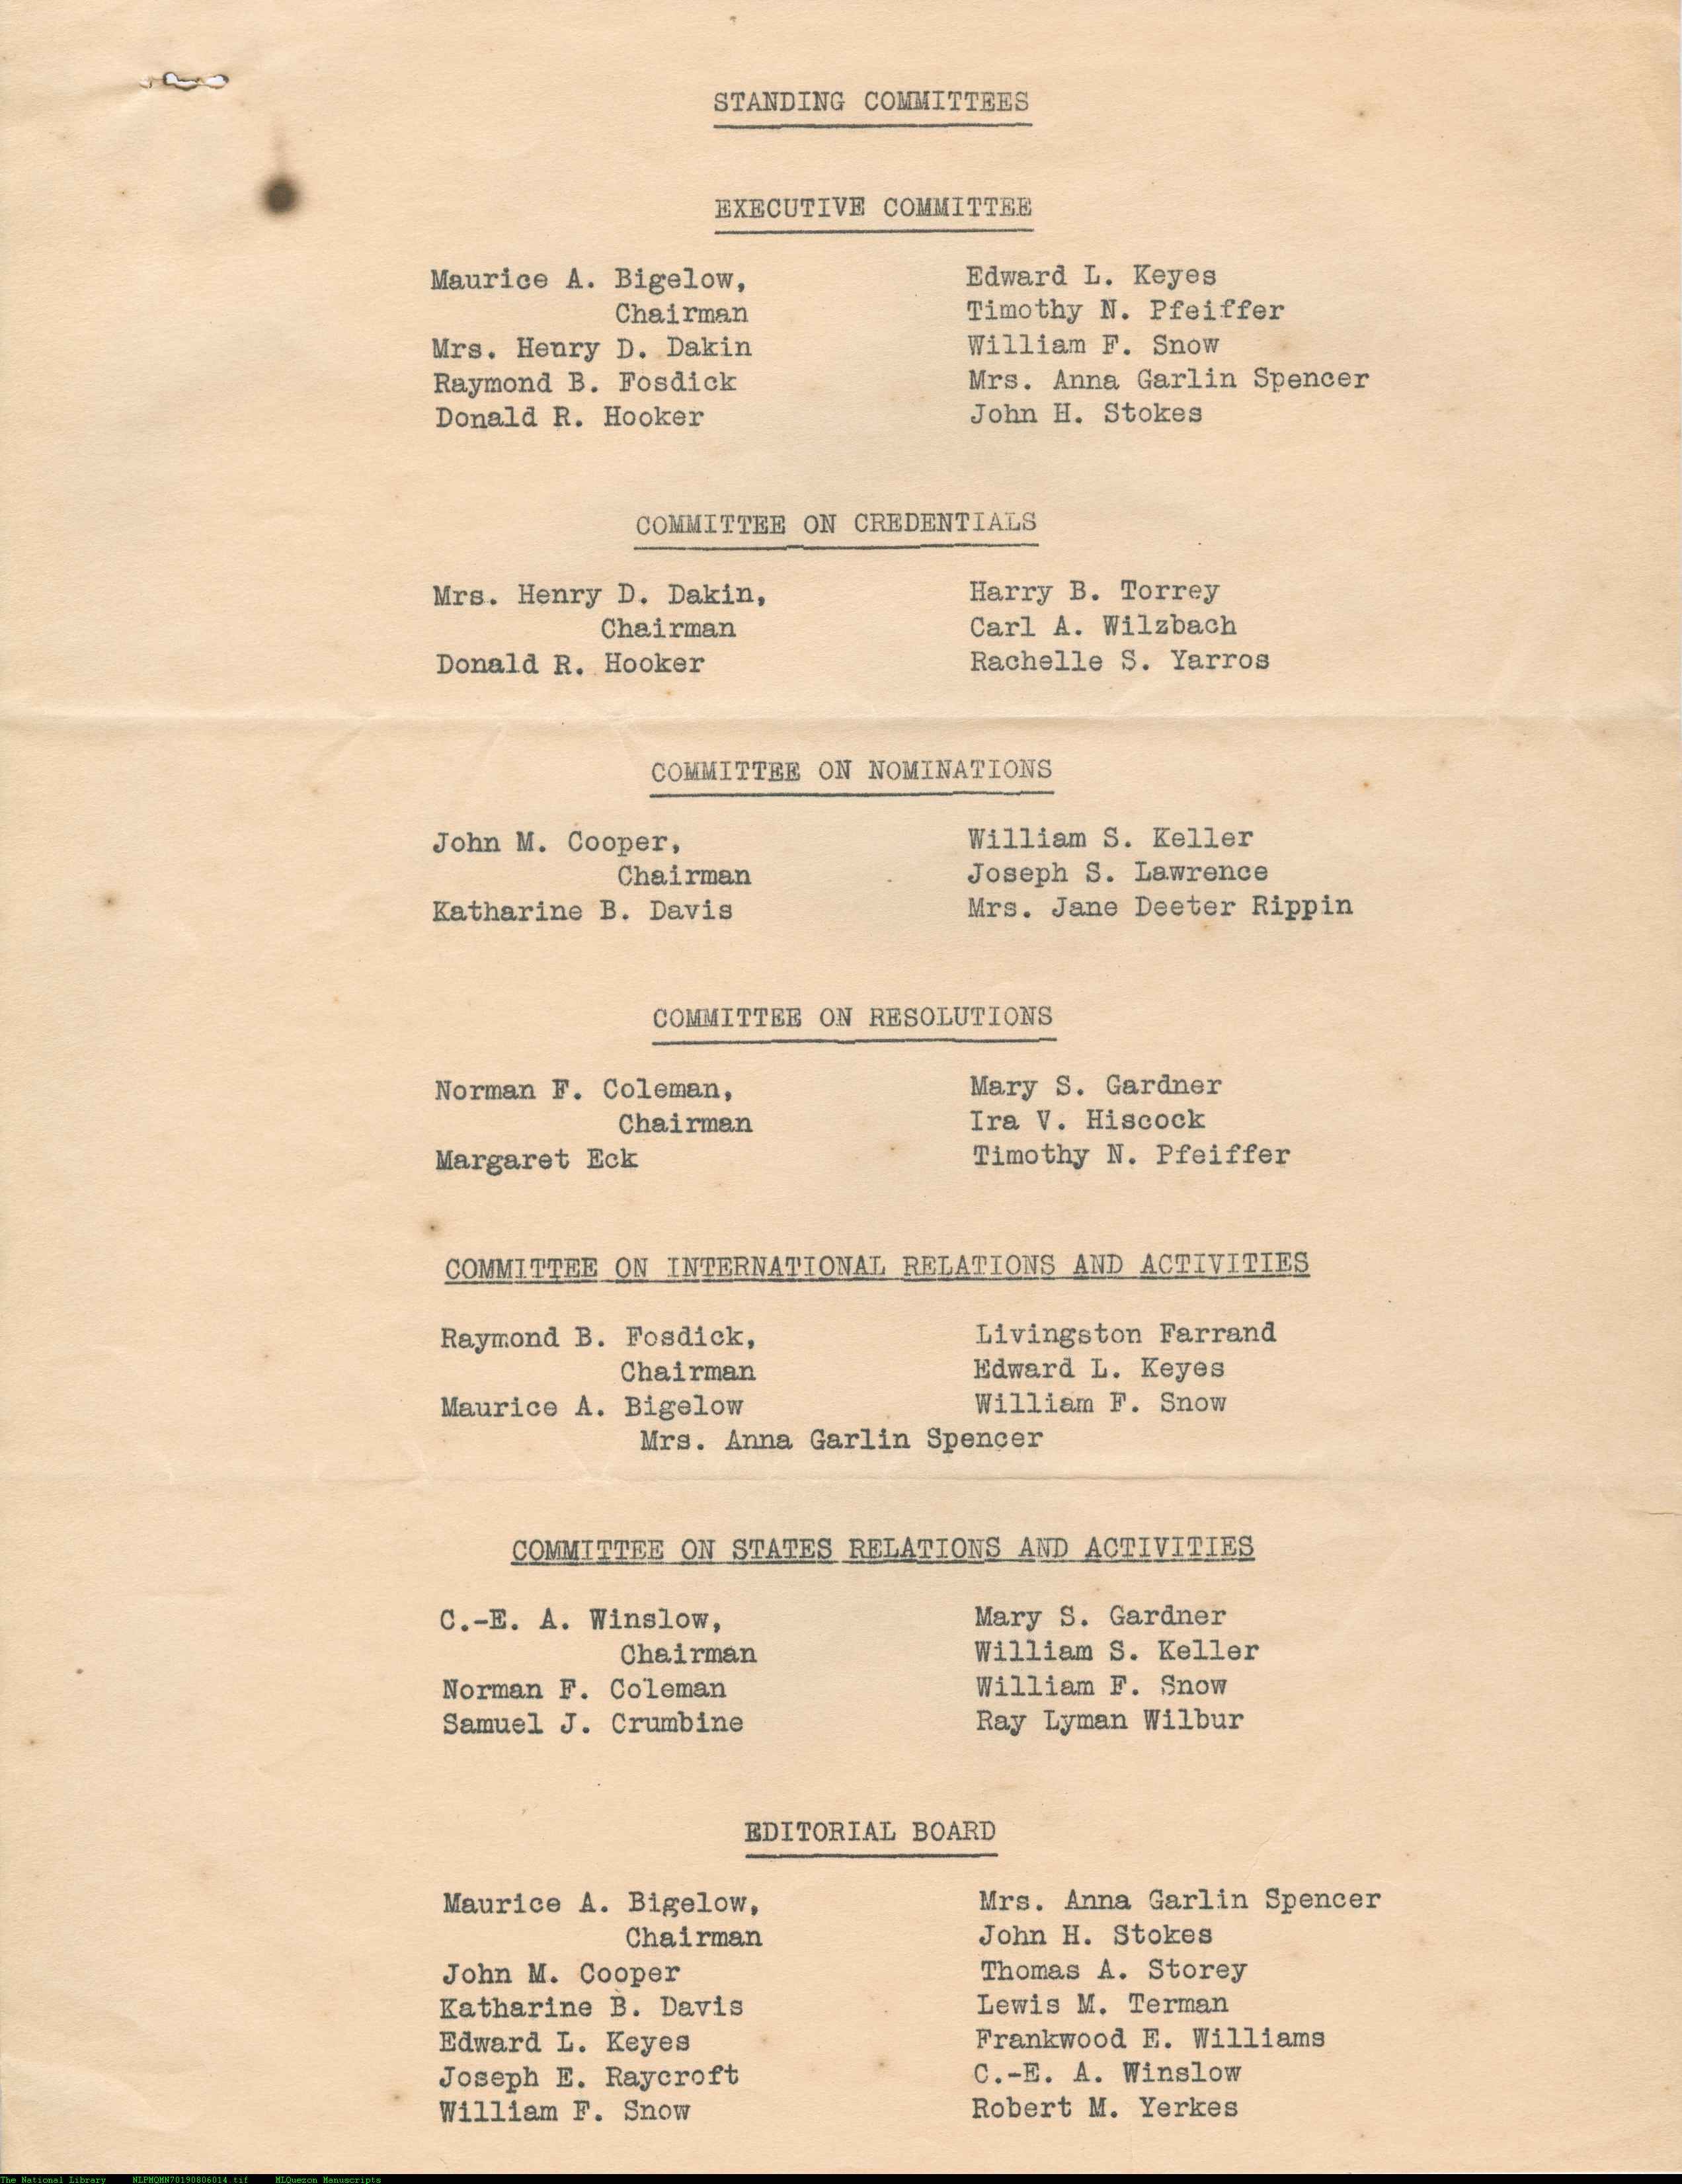 STANDING COMMITTEES
EXECUTIVE COMMITTEE
Maurice A. Bigelow,
Chairman
Mrs. Henry D. Dakin
Raymond B. Fosdick
Donald R. Hooker
Edward L. Keyes
Timothy N. Pfeiffer
William F. Snow
Mrs. Anna Garlin Spencer
John H. Stokes
COMMITTEE ON CREDENTIALS
Mrs. Henry D. Dakin,
Chairman
Donald R. Hooker
Harry B. Torrey
Carl A. Wilzbach
Rachelle S. Yarros
COMMITTEE ON NOMINATIONS
John M. Cooper,
Chairman
Katharine B. Davis
William S. Keller
Joseph S. Lawrence
Mrs. Jane Deeter Rippin
COMMITTEE ON RESOLUTIONS
Norman F. Coleman,
Chairman
Margaret Eck
Mary S. Gardner
Ira V. Hiscock
Timothy N. Pfeiffer
COMMITTEE ON INTERNATIONAL RELATIONS AND ACTIVITIES
Raymond B. Fosdick,
Chairman
Maurice A. Bigelow
Livingston Farrand
Edward L. Keyes
William F. Snow
Mrs. Anna Garlin Spencer
COMMITTEE ON STATES RELATIONS AND ACTIVITIES
C.-E. A. Winslow,
Chairman
Norman F. Coleman
Samuel J. Crumbine
Mary S. Gardner
William S. Keller
William F. Snow
Ray Lyman Wilbur
EDITORIAL BOARD
Maurice A. Bigelow,
Chairman
John M. Cooper
Katharine B. Davis
Edward L. Keyes
Joseph E. Raycroft
William F. Snow
Mrs. Anna Garlin Spencer
John H. Stokes
Thomas A. Storey
Lewis M. Terman
Frankwood E. Williams
C.-E. A. Winslow
Robert M. Yerkes
The National Library NLPMQMN70190806014.tif MLQuezon Manuscripts